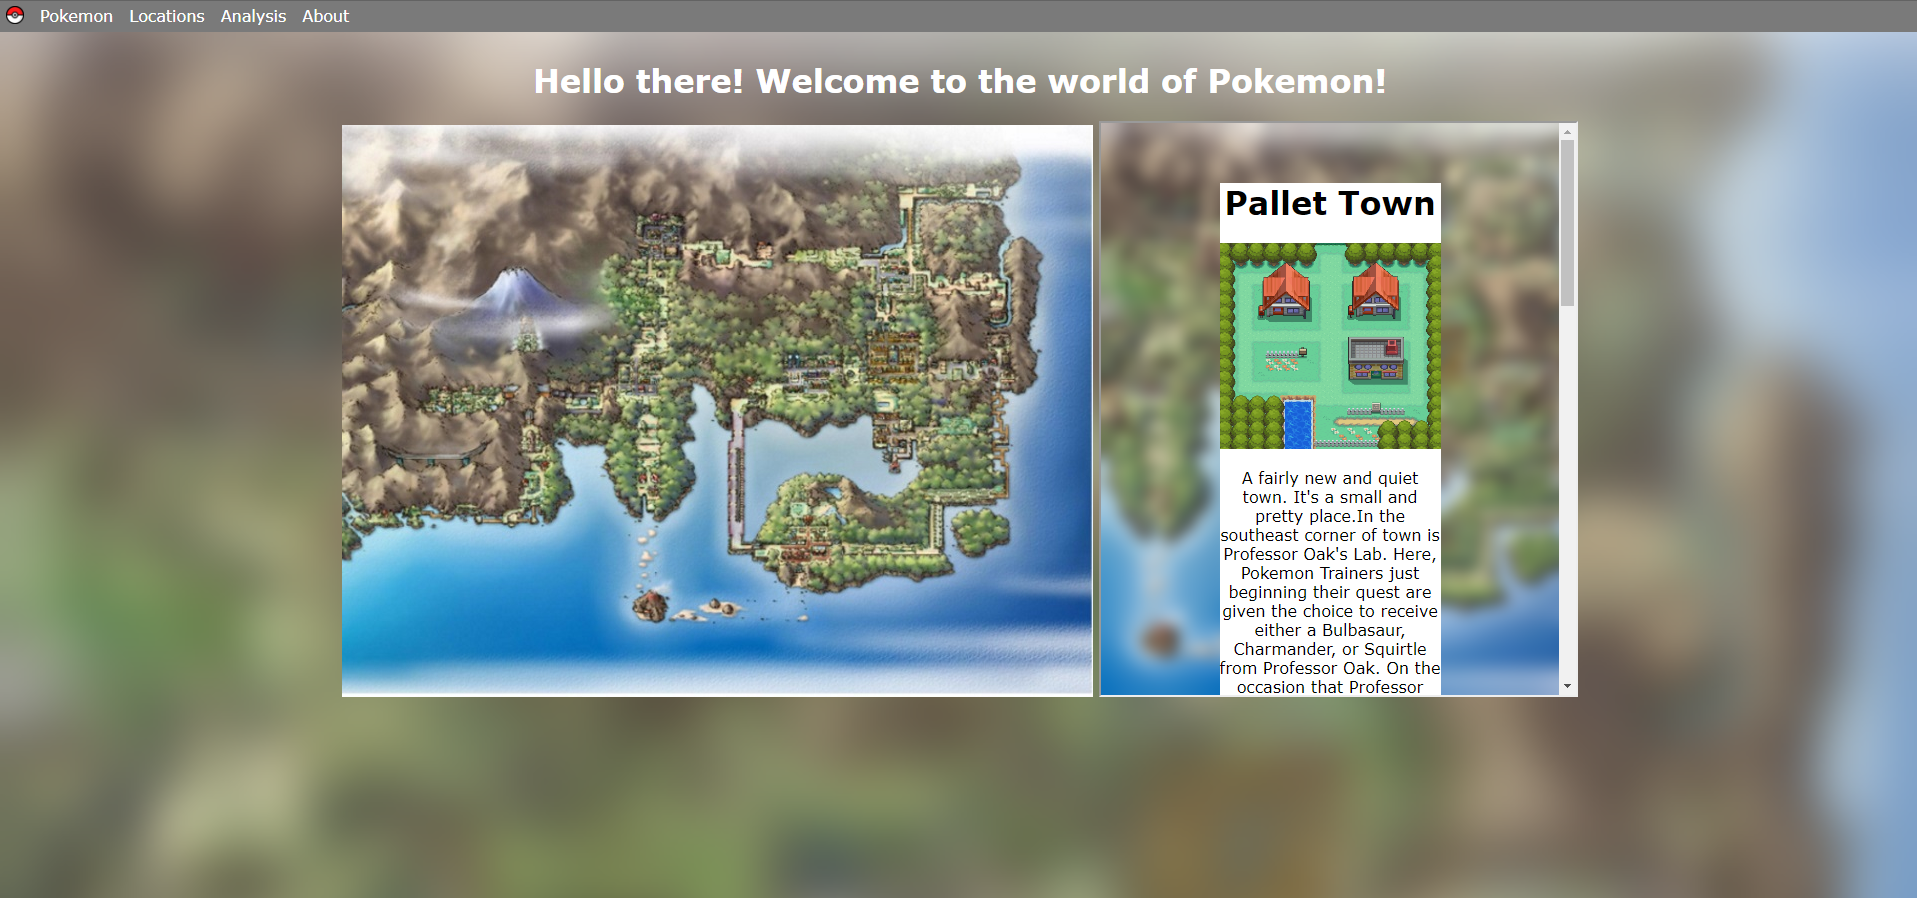 Pokemon Locations Analysis About
Hello there! Welcome to the world of Pokemon!
Pallet Town
A fairly new and quiet
town. It's a small and
pretty place.In the
southeast corner of town is
Professor Oak's Lab. Here,
Pokemon Trainers just
beginning their quest are
given the choice to receive
either a Bulbasaur,
Charmander, or Squirtle
from Professor Oak. On the
occasion that Professor